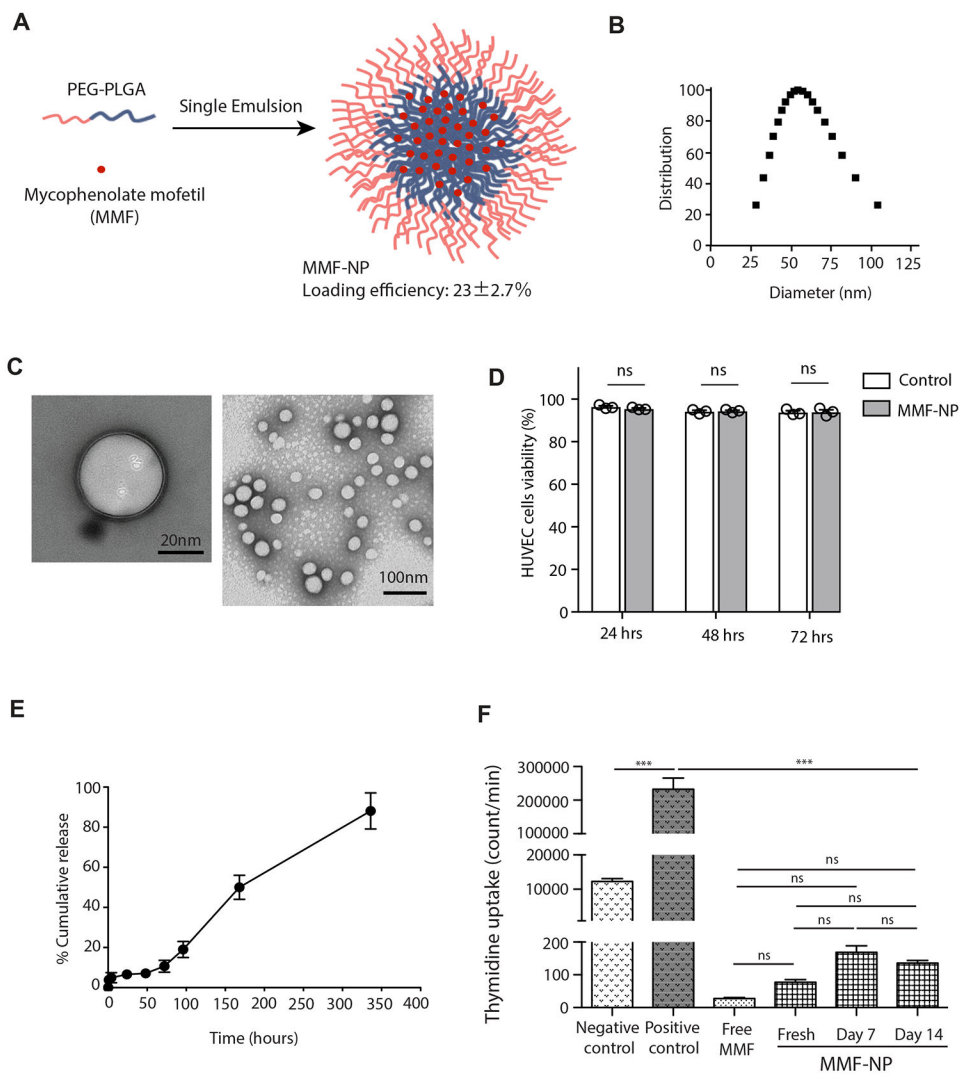 A
PEG-PLGA
Single Emulsion
Mycophenolate mofetil
(MMF)
MMF-NP
Loading efficiency: 23±2.7%
B
Distribution
100
80
60
40
20
0
0 25 50 75 100 125
Diameter (nm)
C
20nm
100nm
D
HUVEC cells viability (%)
100
80
60
40
20
0
ns ns ns
24 hrs 48 hrs 72 hrs
Control
MMF-NP
E
% Cumulative release
100
80
60
40
20
0
0 50 100 150 200 250 300 350 400
Time (hours)
F
Thymidine uptake (count/min)
300000
200000
100000
20000
10000
200
100
0
*** ***
ns
ns
ns
ns ns
ns
Negative
control
Positive
control
Free
MMF
Fresh Day 7 Day 14
MMF-NP